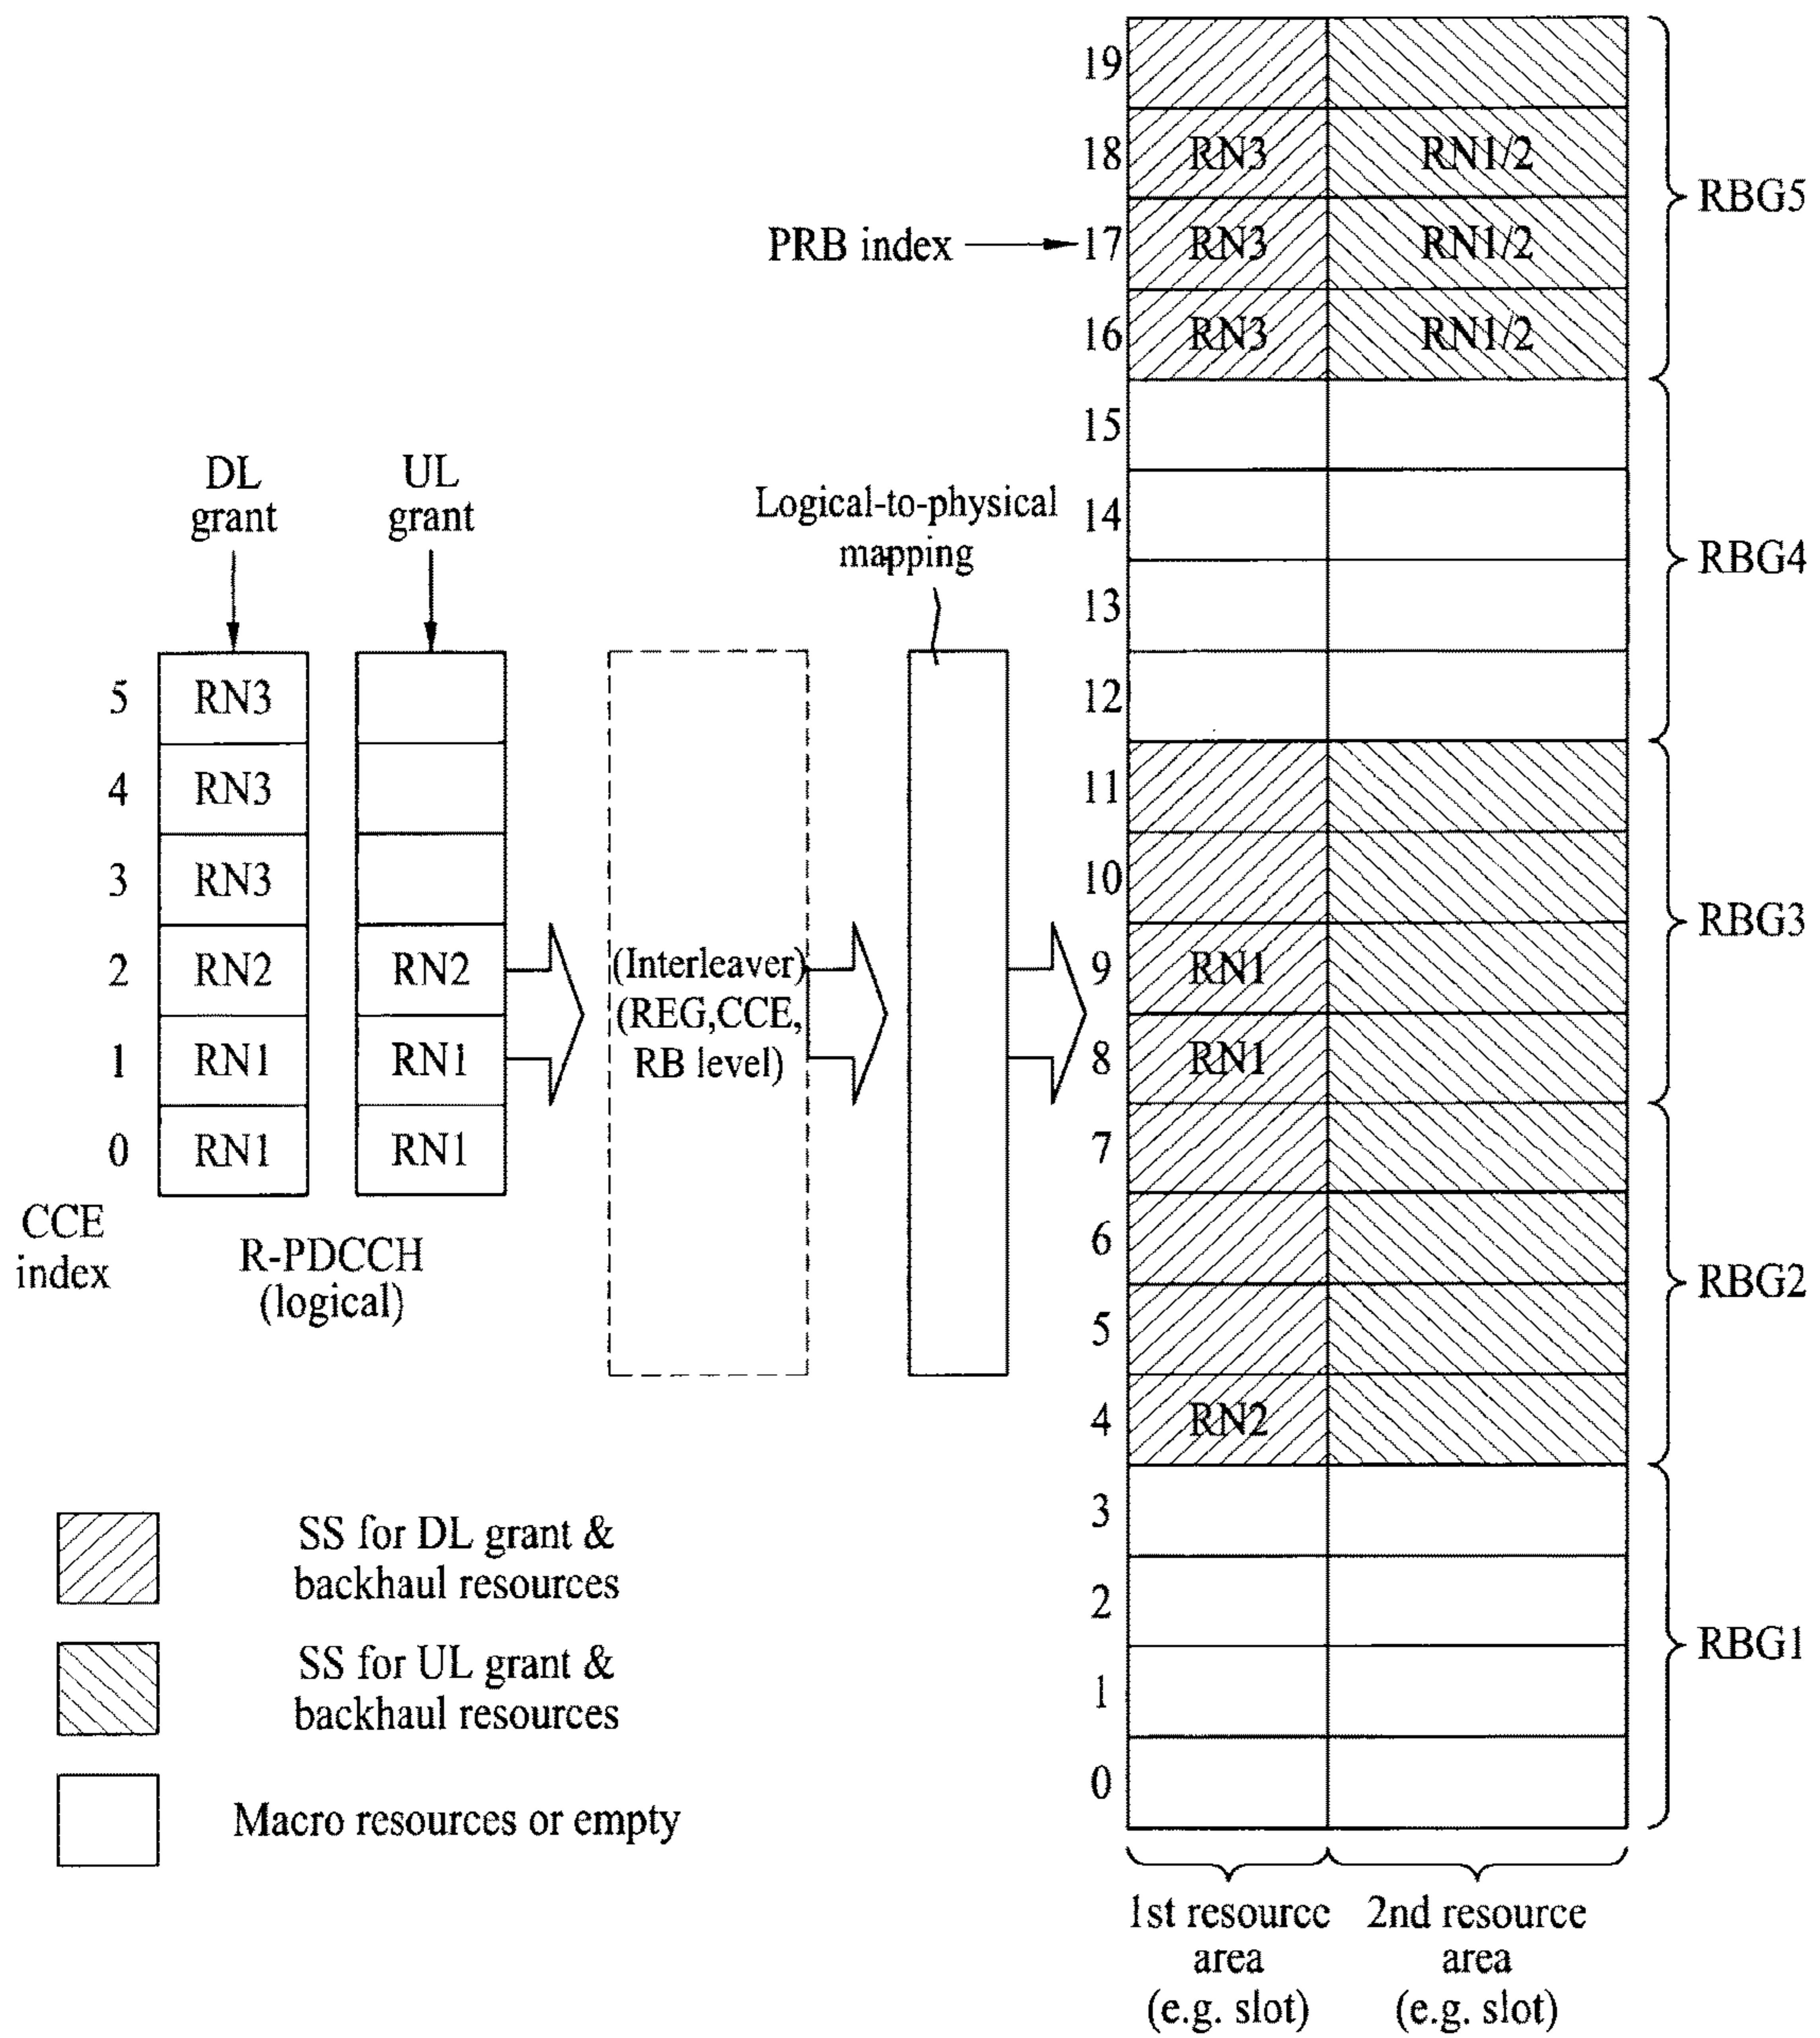 19
18 RN3 RN1/2
RBG5
PRB index 17 RN3 RN1/2
16 RN3 RN1/2
15
DL grant
UL grant
Logical-to-physical
mapping
14
RBG4
13
12
5 RN3
4 RN3
3 RN3
2 RN2 RN2
1 RN1 RN1
0 RN1 RN1
CCE
index
R-PDCCH
(logical)
(Interleaver)
(REG,CCE,
RB level)
11
10
RBG3
9 RN1
8 RN1
7
6
RBG2
5
4 RN2
3
2
RBG1
1
0
SS for DL grant &
backhaul resources
SS for UL grant &
backhaul resources
Macro resources or empty
1st resource
area
(e.g. slot)
2nd resource
area
(e.g. slot)